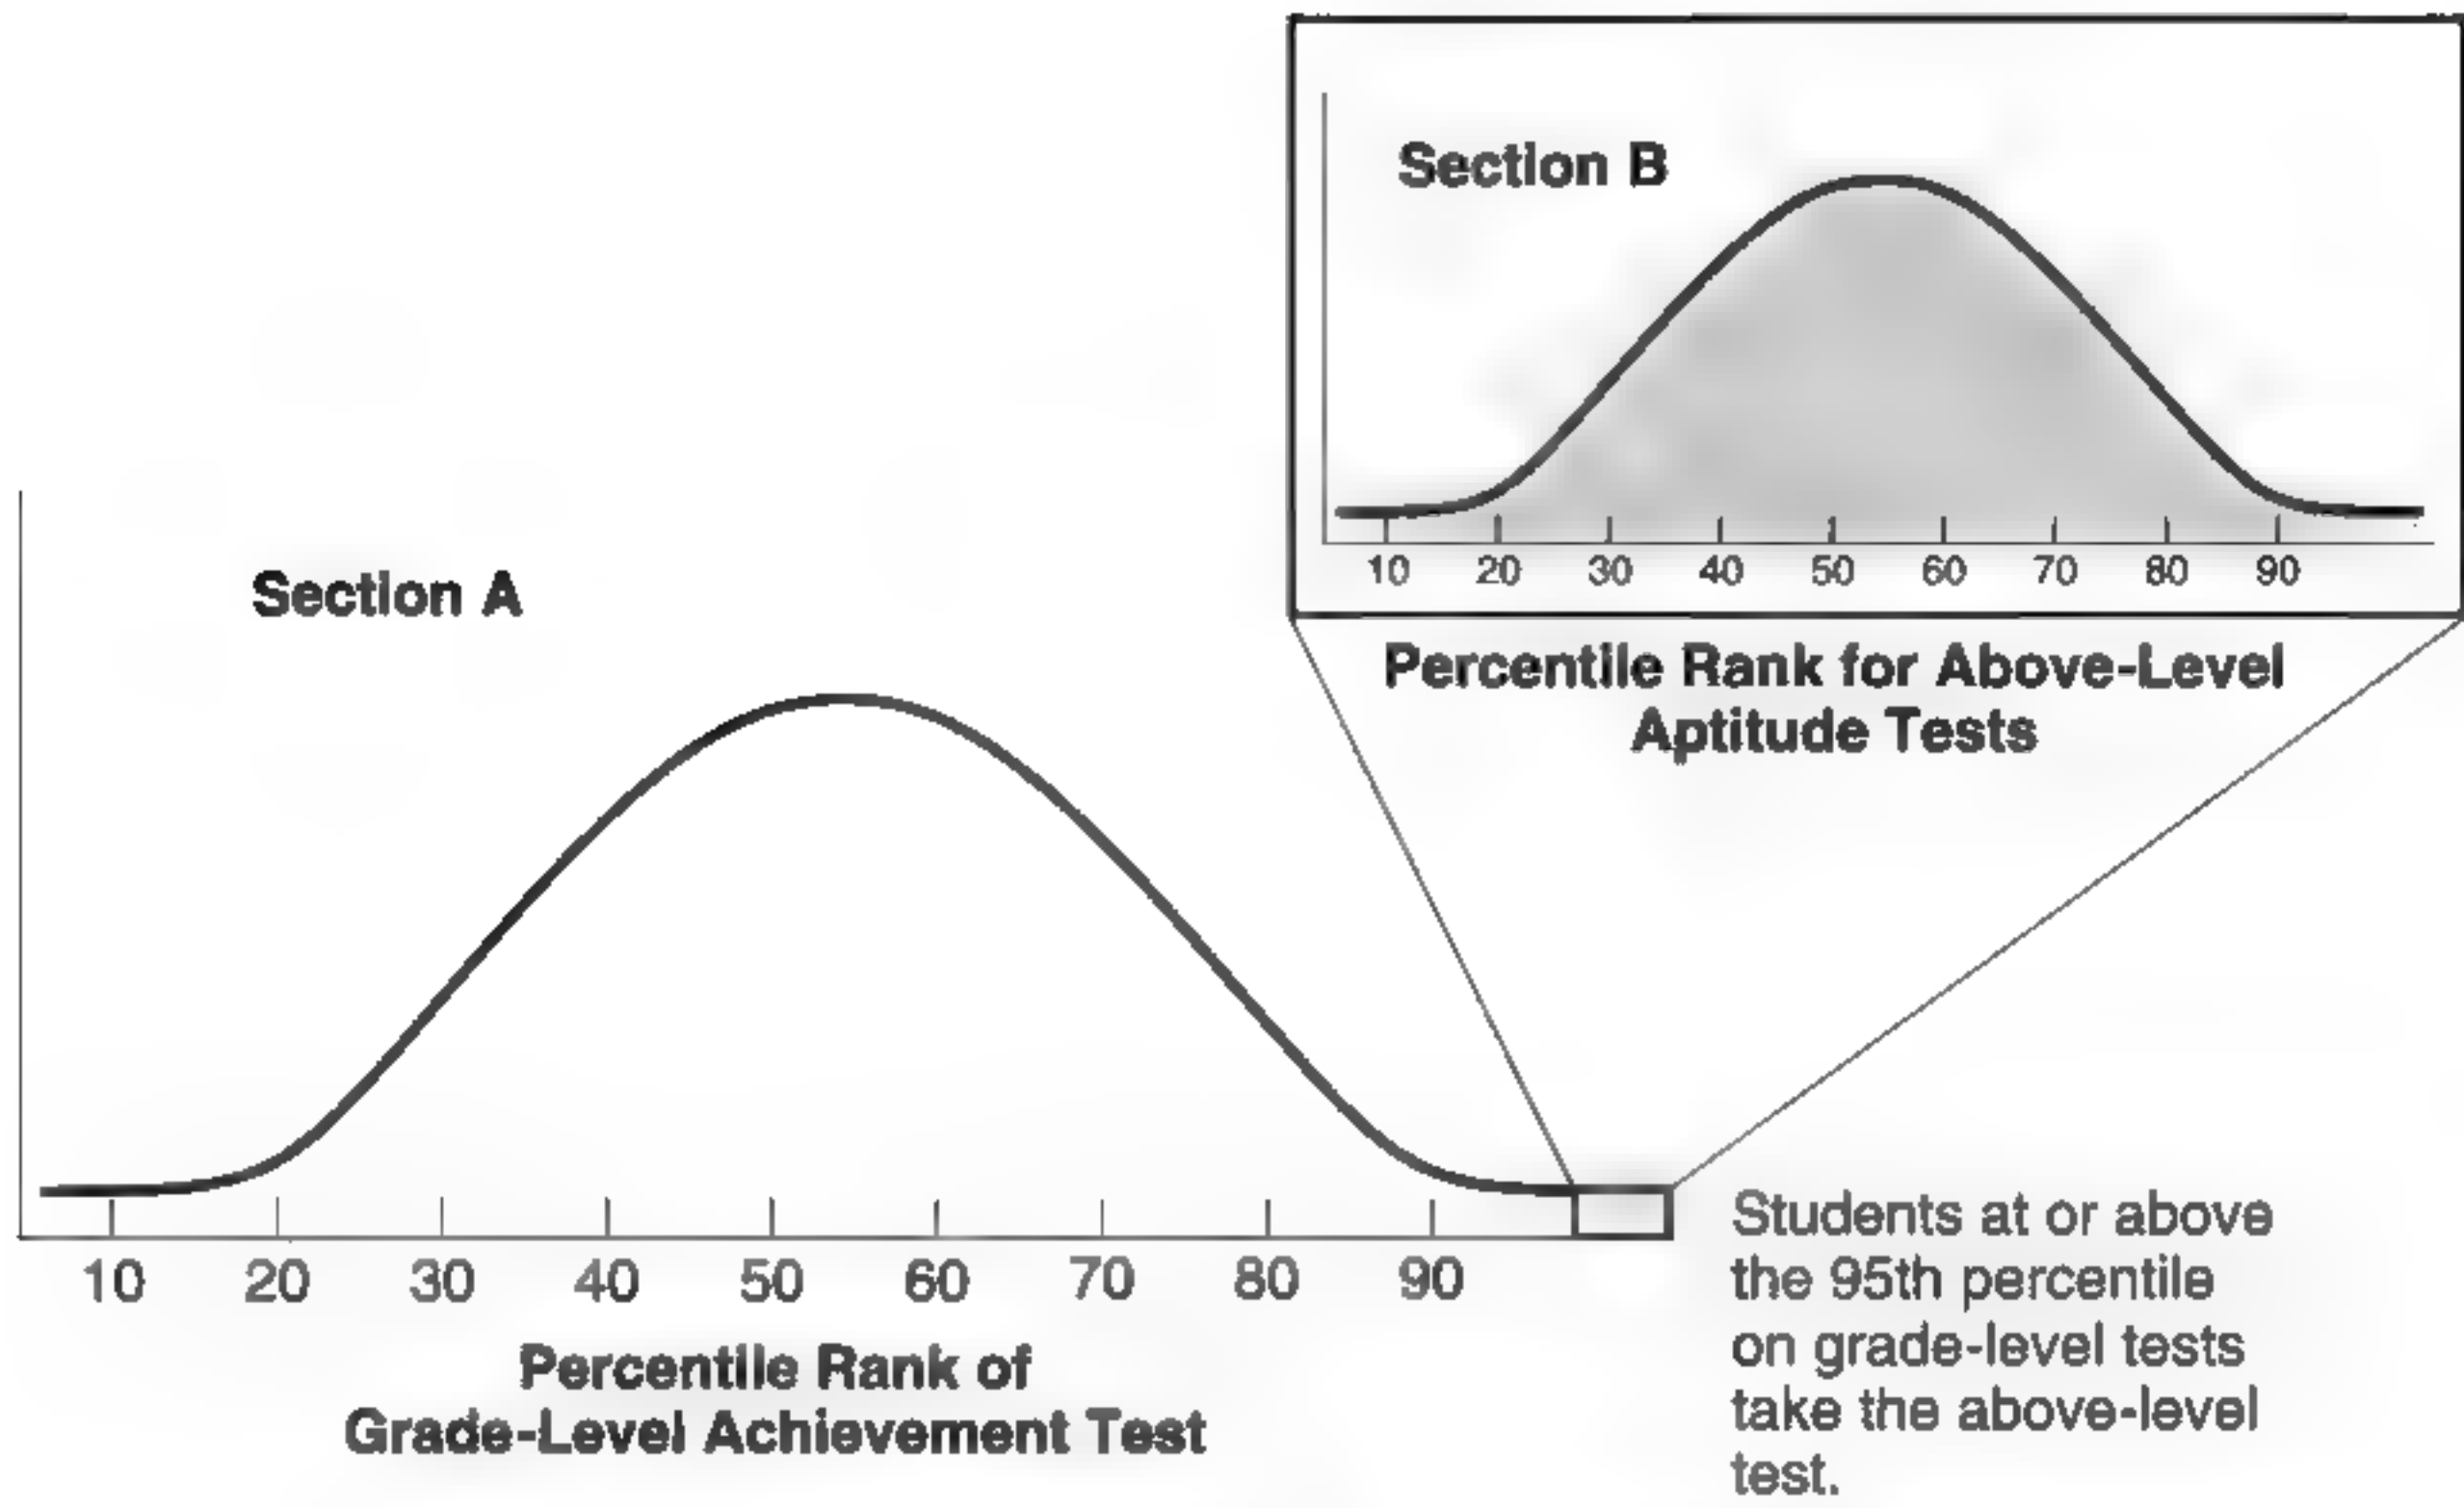 Section B
10 20 30 40 50 60 70 80 90
Percentile Rank for Above-Level
Aptitude Tests
Section A
10 20 30 40 50 60 70 80 90
Percentile Rank of
Grade-Level Achievement Test
Students at or above
the 95th percentile
on grade-level tests
take the above-level
test.